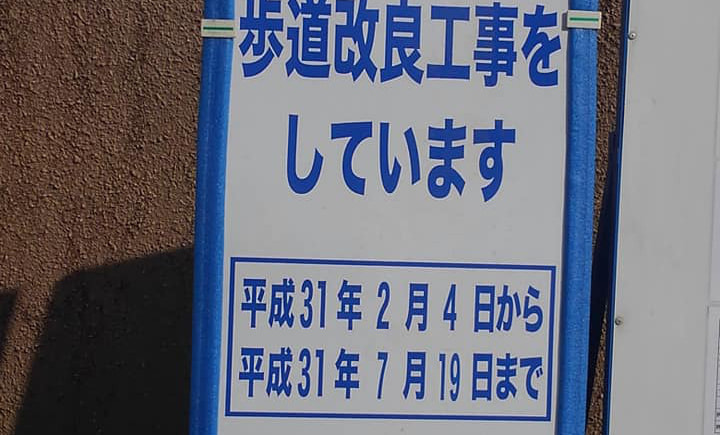 歩道改良工事を
しています
平成31年2月4日から
平成31年7月19日まで